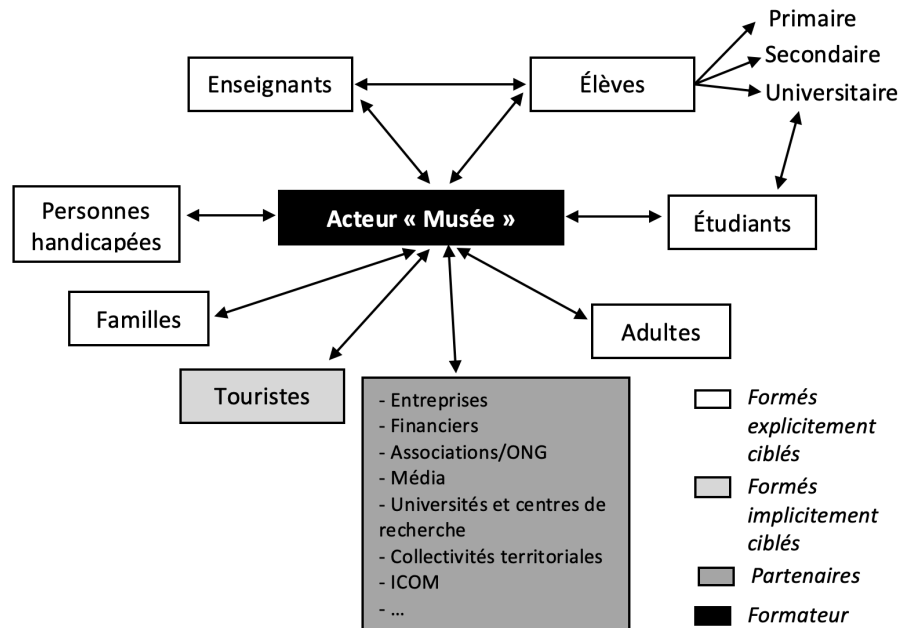 Primaire
Secondaire
Universitaire
Enseignants
Élèves
Personnes
handicapées
Acteur « Musée »
Étudiants
Familles
Adultes
Touristes
- Entreprises
- Financiers
- Associations/ONG
- Média
- Universités et centres de
recherche
- Collectivités territoriales
- ICOM
- ...
Formés
explicitement
ciblés
Formés
implicitement
ciblés
Partenaires
Formateur